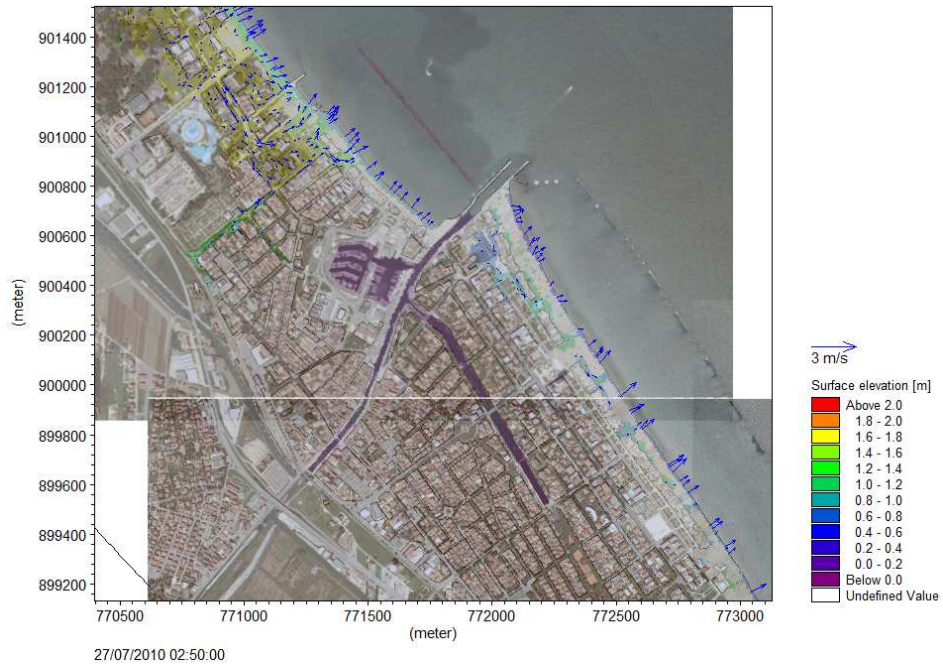 901400
901200
901000
900800
900600
900400
900200
900000
899800
899600
899400
899200
(meter)
770500
771000
771500
772000
772500
773000
(meter)
27/07/2010 02:50:00
3 m/s
Surface elevation [m]
Above 2.0
1.8 - 2.0
1.6 - 1.8
1.4 - 1.6
1.2 - 1.4
1.0 - 1.2
0.8 - 1.0
0.6 - 0.8
0.4 - 0.6
0.2 - 0.4
0.0 - 0.2
Below 0.0
Undefined Value